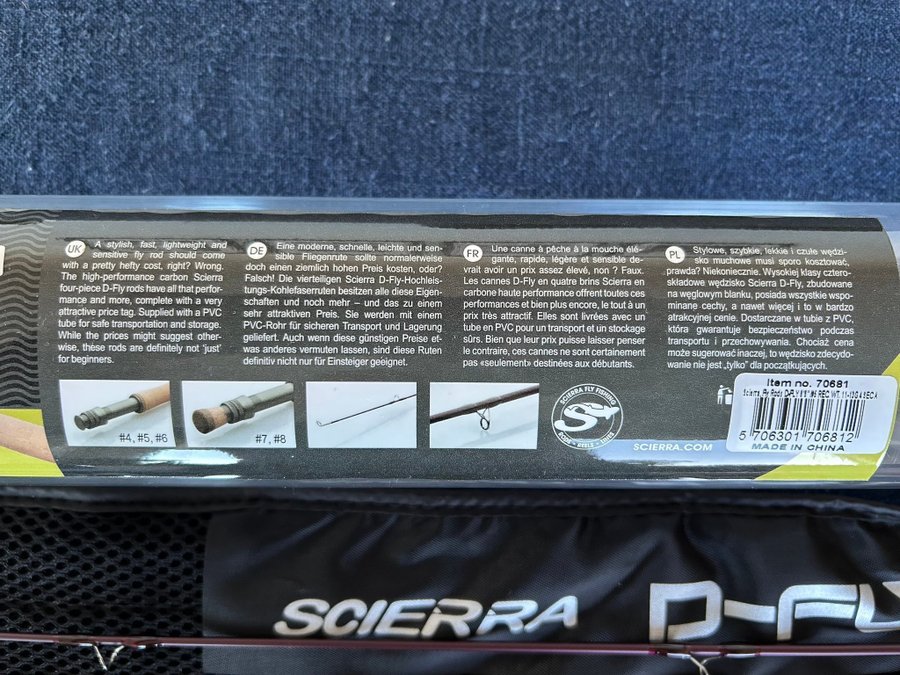 UK A stylish, fast, lightweight and
sensitive fly rod should come
with a pretty hefty cost, right? Wrong.
The high-performance carbon Scierra
four-piece D-Fly rods have all that perfor-
mance and more, complete with a very
attractive price tag. Supplied with a PVC
tube for safe transportation and storage.
While the prices might suggest other-
wise, these rods are definitely not 'just'
for beginners.
DE Eine moderne, schnelle, leichte und sen-
sible Fliegenrute sollte normalerweise
doch einen ziemlich hohen Preis kosten, oder?
Falsch! Die vierteiligen Scierra D-Fly-Hochleis-
tungs-Kohlefaserruten besitzen alle diese Eigen-
schaften und noch mehr – und das zu einem
sehr attraktiven Preis. Sie werden mit einem
PVC-Rohr für sicheren Transport und Lagerung
geliefert. Auch wenn diese günstigen Preise et-
was anderes vermuten lassen, sind diese Ruten
definitiv nicht nur für Einsteiger geeignet.
FR Une canne à pêche à la mouche élé-
gante, rapide, légère et sensible de-
vrait avoir un prix assez élevé, non ? Faux.
Les cannes D-Fly en quatre brins Scierra en
carbone haute performance offrent toutes ces
performances et bien plus encore, le tout à un
prix très attractif. Elles sont livrées avec un
tube en PVC pour un transport et un stockage
sûrs. Bien que leur prix puisse laisser penser
le contraire, ces cannes ne sont certainement
pas «seulement» destinées aux débutants.
PL Stylowe, szybkie, lekkie i czułe wędzi-
sko muchowe musi sporo kosztować,
prawda? Niekoniecznie. Wysokiej klasy cztero-
składowe wędzisko Scierra D-Fly, zbudowane
na węglowym blanku, posiada wszystkie wspo-
minane cechy, a nawet więcej i to w bardzo
atrakcyjnej cenie. Dostarczane w tubie z PVC,
która gwarantuje bezpieczeństwo podczas
transportu i przechowywania. Chociaż cena
może sugerować inaczej, to wędzisko zdecydo-
wanie nie jest „tylko” dla początkujących.
#4, #5, #6
#7, #8
SCIERRA FLY FISHING
RODS REELS LINES
SCIERRA.COM
Item no. 70681
Scierra Fly Rods D-FLY
5 706301 706812
MADE IN CHINA
SCIERRA D-FLY